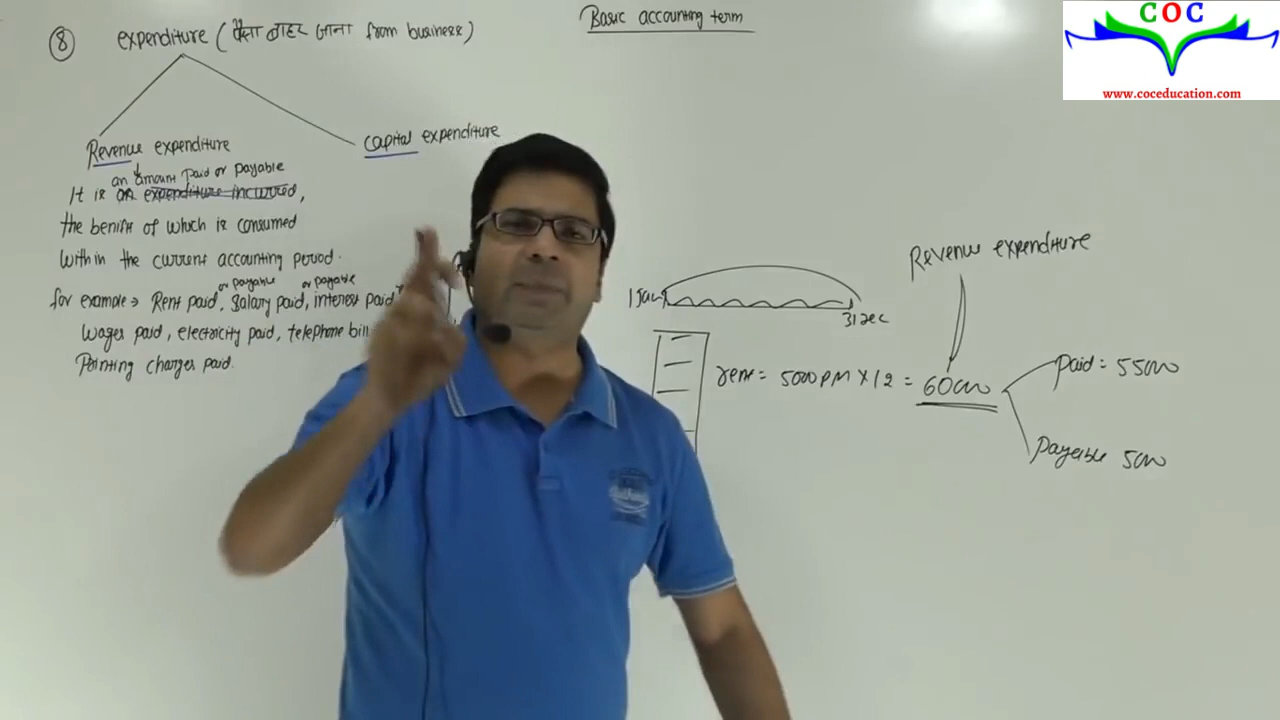 Basic accounting term
COC
www.coceducation.com
⑧ expenditure (पैसा बाहर जाना from business)
Revenue expenditure
capital expenditure
an amount paid or payable
It is an expenditure incurred,
the benifit of which is consumed
within the current accounting period.
or payable or payable
for example → Rent paid, salary paid, interest paid
wages paid, electricity paid, telephone bill
Printing charges paid.
Revenue expenditure
1 Jan
31 Dec
rent = 5000 PM X 12 = 60000
Paid = 55000
Payable 5000